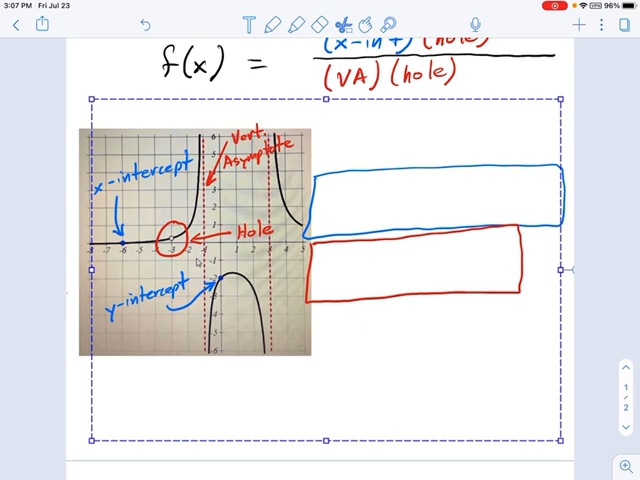 3:07 PM Fri Jul 23
96%
(x-int) (hole)
f(x) =
(VA) (hole)
Vert.
Asymptote
x-intercept
Hole
y-intercept
6
5
4
3
2
1
-8 -7 -6 -5 -4 -3 -2 1 2 3 4 5
-1
-2
-3
-4
-5
-6
1
/
2